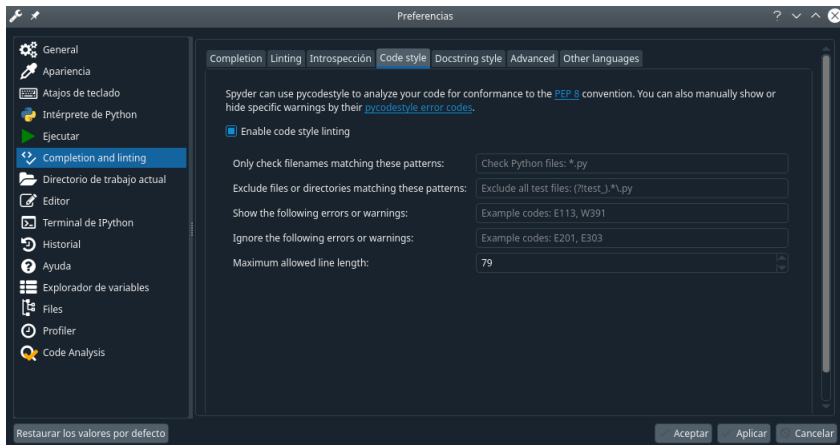 Preferencias
General
Apariencia
Atajos de teclado
Intérprete de Python
Ejecutar
Completion and linting
Directorio de trabajo actual
Editor
Terminal de IPython
Historial
Ayuda
Explorador de variables
Files
Profiler
Code Analysis
Completion Linting Introspección Code style Docstring style Advanced Other languages
Spyder can use pycodestyle to analyze your code for conformance to the PEP 8 convention. You can also manually show or
hide specific warnings by their pycodestyle error codes.
Enable code style linting
Only check filenames matching these patterns: Check Python files: *.py
Exclude files or directories matching these patterns: Exclude all test files: (?!test_).*\.py
Show the following errors or warnings: Example codes: E113, W391
Ignore the following errors or warnings: Example codes: E201, E303
Maximum allowed line length: 79
Restaurar los valores por defecto Aceptar Aplicar Cancelar